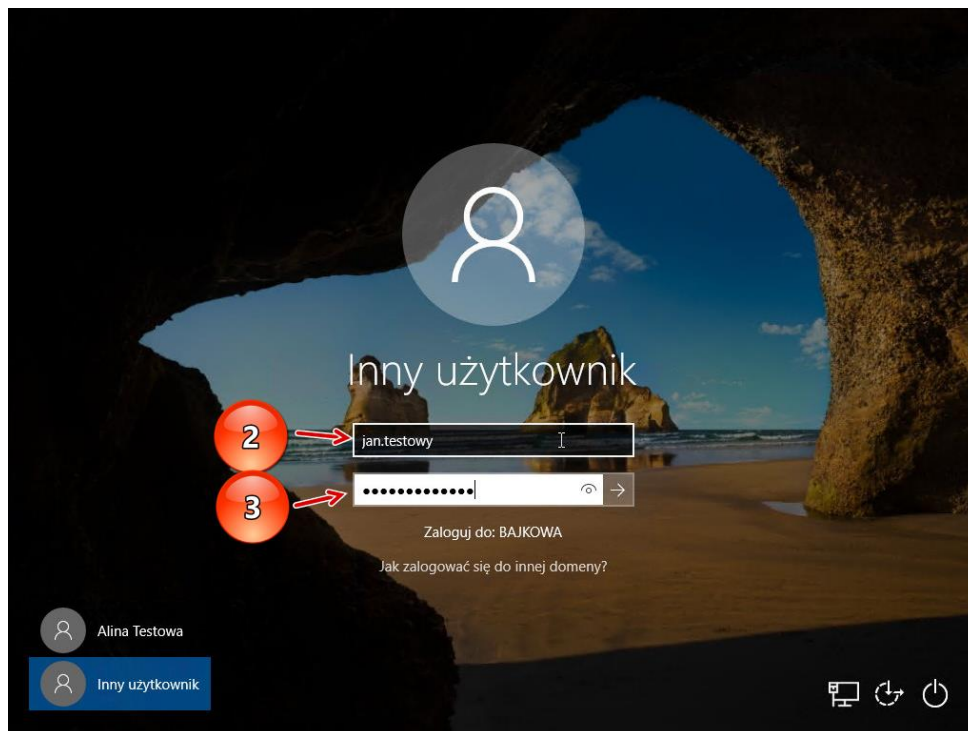 Inny użytkownik
2
jan.testowy
3
Zaloguj do: BAJKOWA
Jak zalogować się do innej domeny?
Alina Testowa
Inny użytkownik